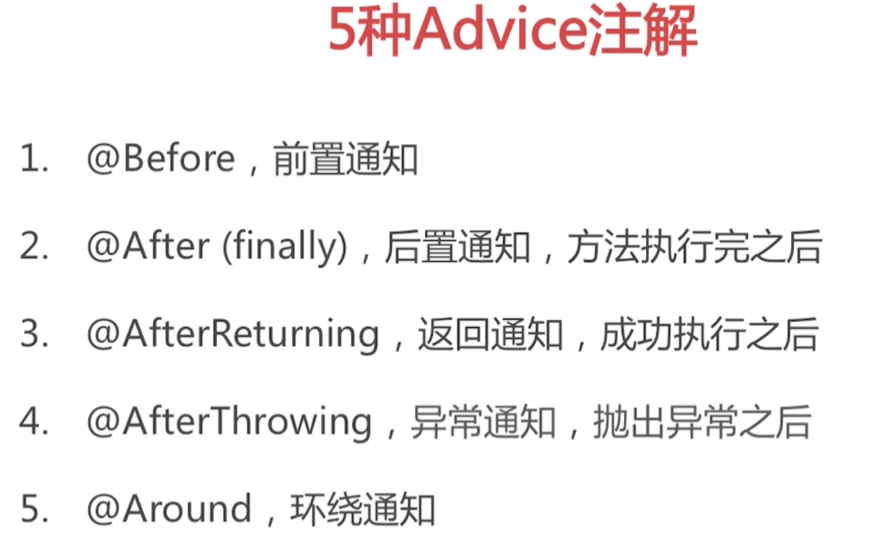 5种Advice注解
1. @Before，前置通知
2. @After (finally)，后置通知，方法执行完之后
3. @AfterReturning，返回通知，成功执行之后
4. @AfterThrowing，异常通知，抛出异常之后
5. @Around，环绕通知